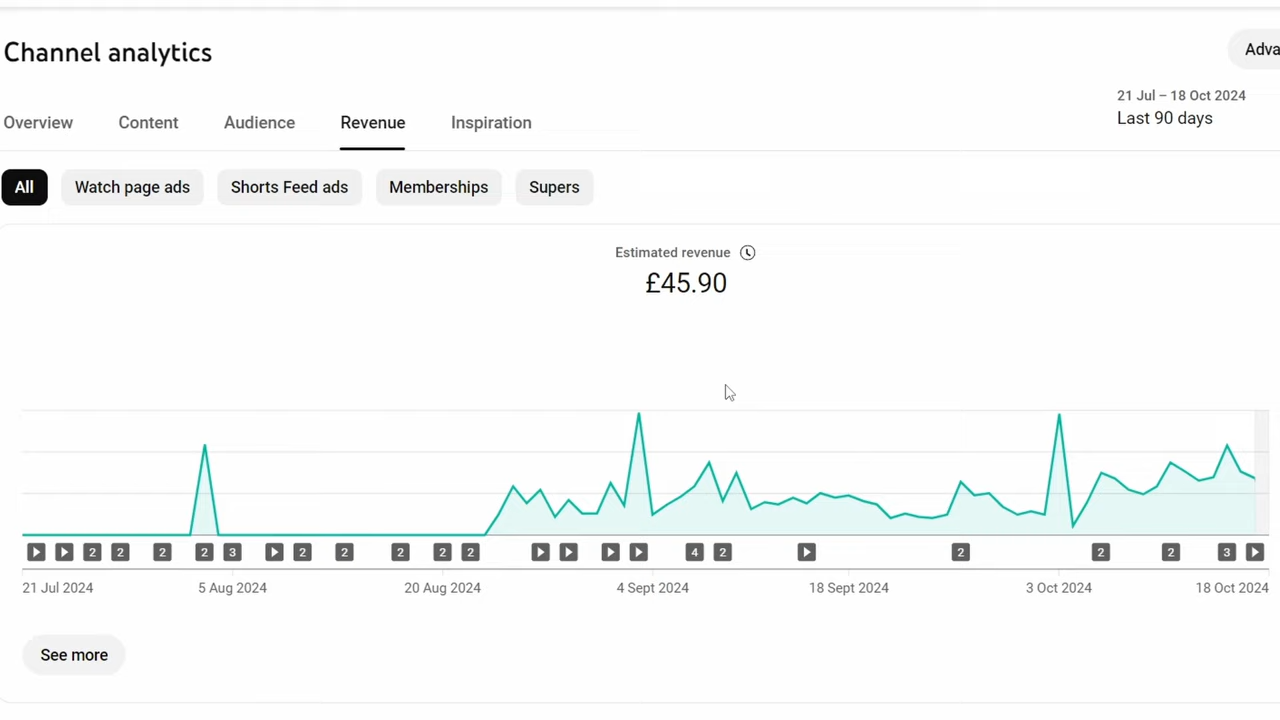 Channel analytics
Adva
21 Jul – 18 Oct 2024
Last 90 days
Overview Content Audience Revenue Inspiration
All Watch page ads Shorts Feed ads Memberships Supers
Estimated revenue
£45.90
2 2 2 2 3 2 2 2 2 2 4 2 2 2 2 3
21 Jul 2024 5 Aug 2024 20 Aug 2024 4 Sept 2024 18 Sept 2024 3 Oct 2024 18 Oct 2024
See more